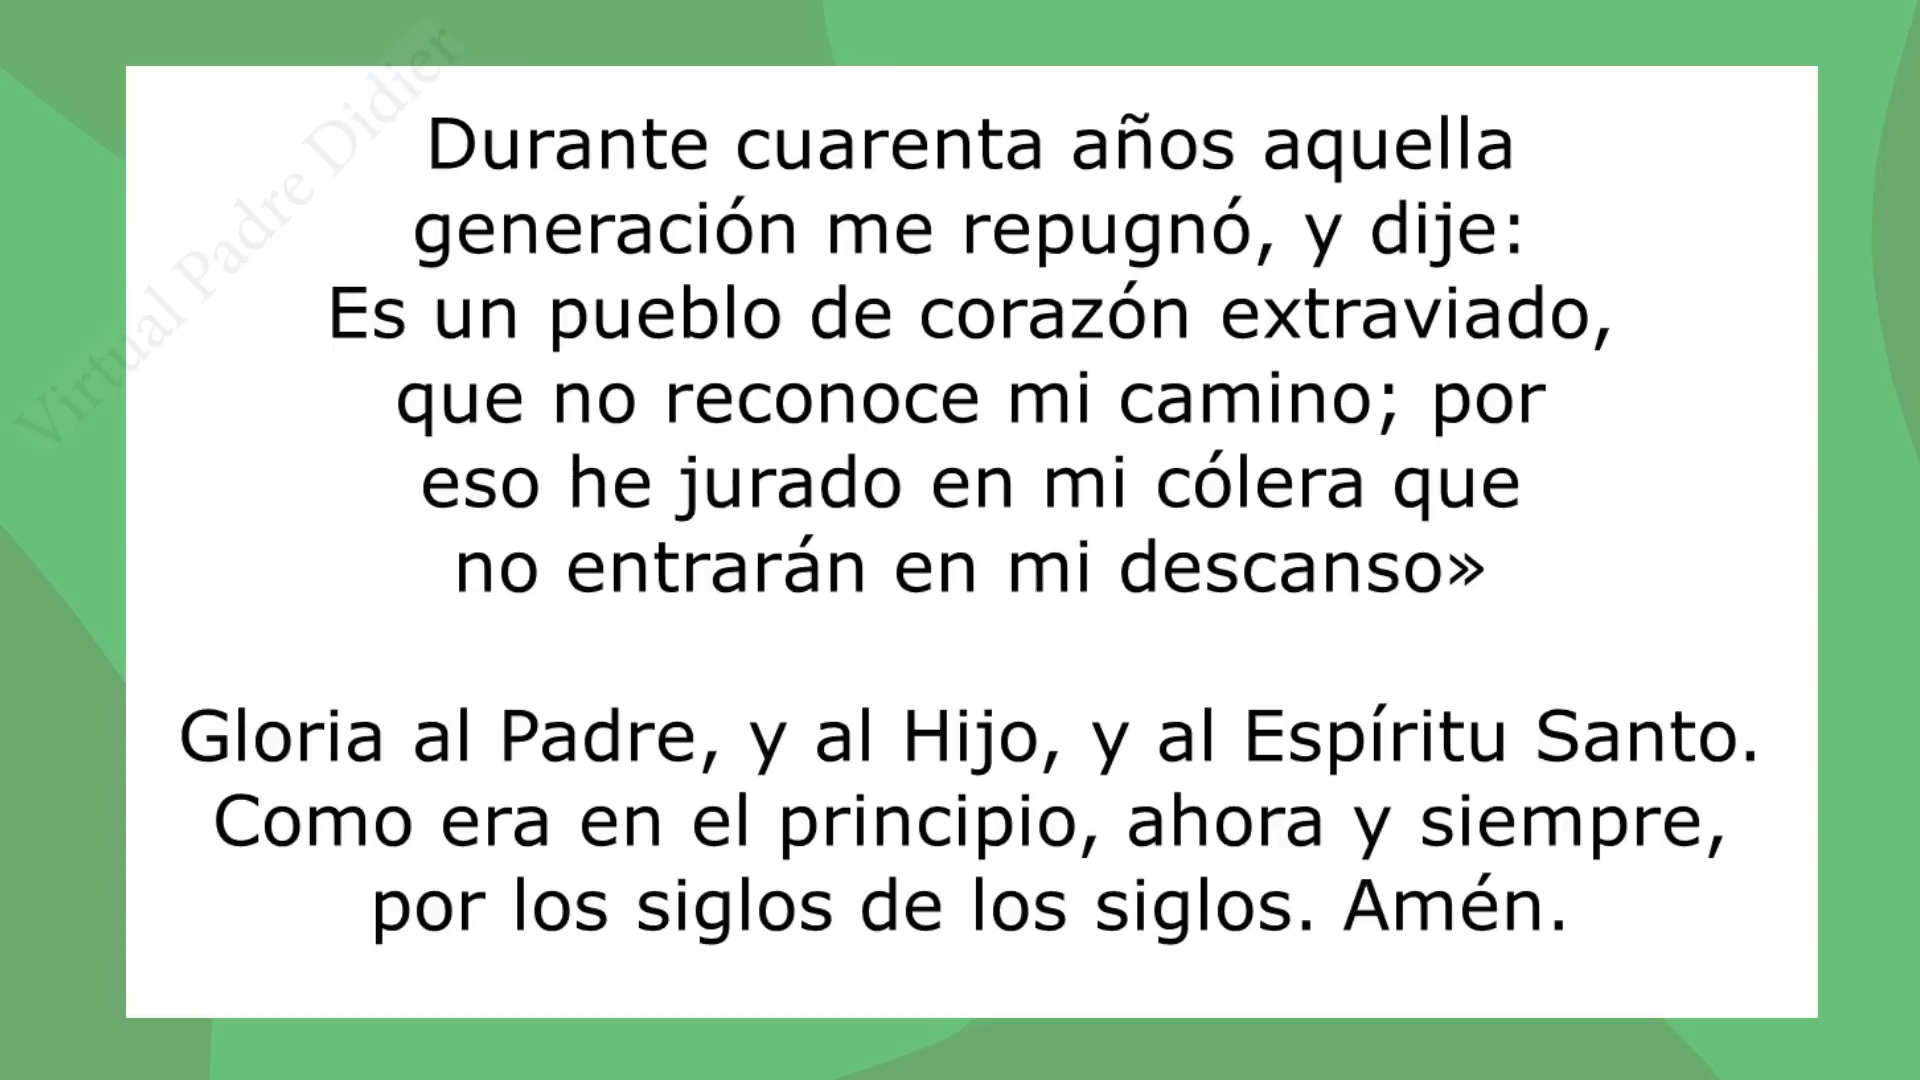 Virtual Padre Didier
Durante cuarenta años aquella
generación me repugnó, y dije:
Es un pueblo de corazón extraviado,
que no reconoce mi camino; por
eso he jurado en mi cólera que
no entrarán en mi descanso»
Gloria al Padre, y al Hijo, y al Espíritu Santo.
Como era en el principio, ahora y siempre,
por los siglos de los siglos. Amén.